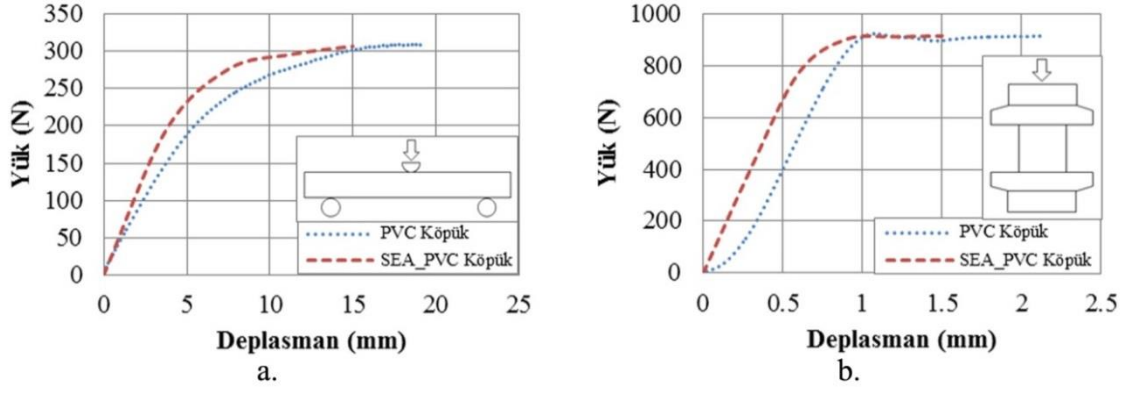 350
300
250
200
150
100
50
0
Yük (N)
0 5 10 15 20 25
Deplasman (mm)
PVC Köpük
SEA_PVC Köpük
a.
1000
800
600
400
200
0
Yük (N)
0 0.5 1 1.5 2 2.5
Deplasman (mm)
PVC Köpük
SEA_PVC Köpük
b.